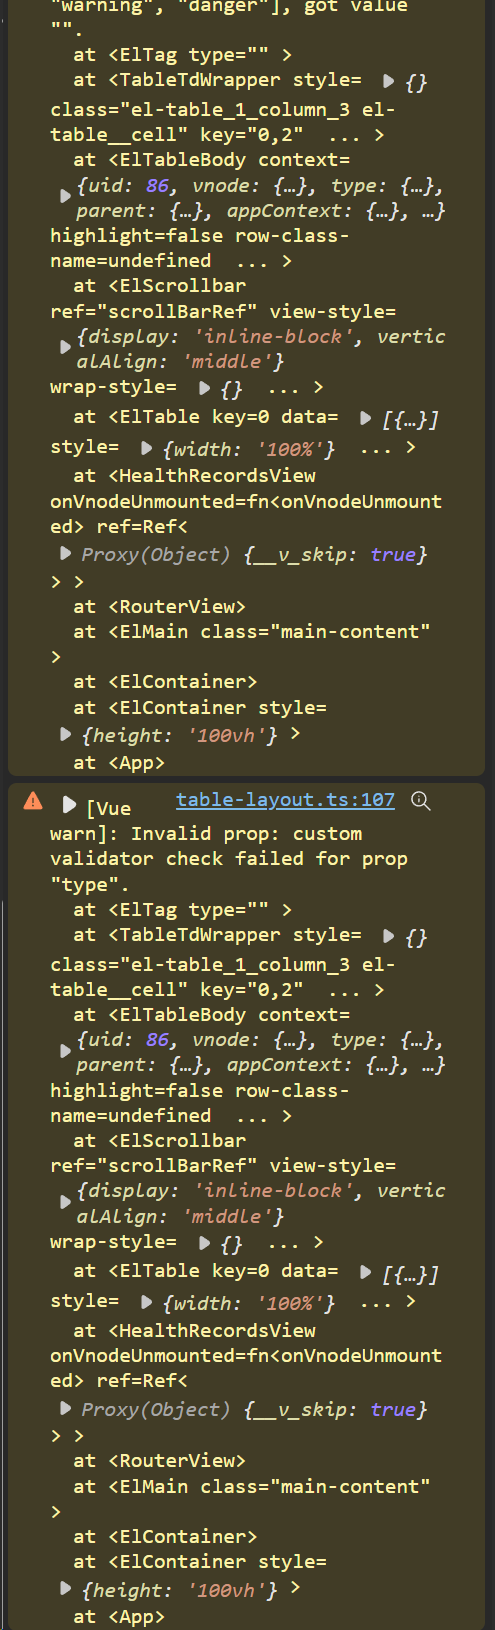 "warning", "danger"], got value
"".
at <ElTag type="" >
at <TableTdWrapper style= ▶ {}
class="el-table_1_column_3 el-
table__cell" key="0,2"  ... >
at <ElTableBody context=
▶ {uid: 86, vnode: {…}, type: {…},
parent: {…}, appContext: {…}, …}
highlight=false row-class-
name=undefined  ... >
at <ElScrollbar
ref="scrollBarRef" view-style=
▶ {display: 'inline-block', vertic
alAlign: 'middle'}
wrap-style= ▶ {}  ... >
at <ElTable key=0 data= ▶ [{…}]
style= ▶ {width: '100%'}  ... >
at <HealthRecordsView
onVnodeUnmounted=fn<onVnodeUnmount
ed> ref=Ref<
▶ Proxy(Object) {__v_skip: true}
> >
at <RouterView>
at <ElMain class="main-content"
>
at <ElContainer>
at <ElContainer style=
▶ {height: '100vh'} >
at <App>
▶ [Vue table-layout.ts:107
warn]: Invalid prop: custom
validator check failed for prop
"type".
at <ElTag type="" >
at <TableTdWrapper style= ▶ {}
class="el-table_1_column_3 el-
table__cell" key="0,2"  ... >
at <ElTableBody context=
▶ {uid: 86, vnode: {…}, type: {…},
parent: {…}, appContext: {…}, …}
highlight=false row-class-
name=undefined  ... >
at <ElScrollbar
ref="scrollBarRef" view-style=
▶ {display: 'inline-block', vertic
alAlign: 'middle'}
wrap-style= ▶ {}  ... >
at <ElTable key=0 data= ▶ [{…}]
style= ▶ {width: '100%'}  ... >
at <HealthRecordsView
onVnodeUnmounted=fn<onVnodeUnmount
ed> ref=Ref<
▶ Proxy(Object) {__v_skip: true}
> >
at <RouterView>
at <ElMain class="main-content"
>
at <ElContainer>
at <ElContainer style=
▶ {height: '100vh'} >
at <App>